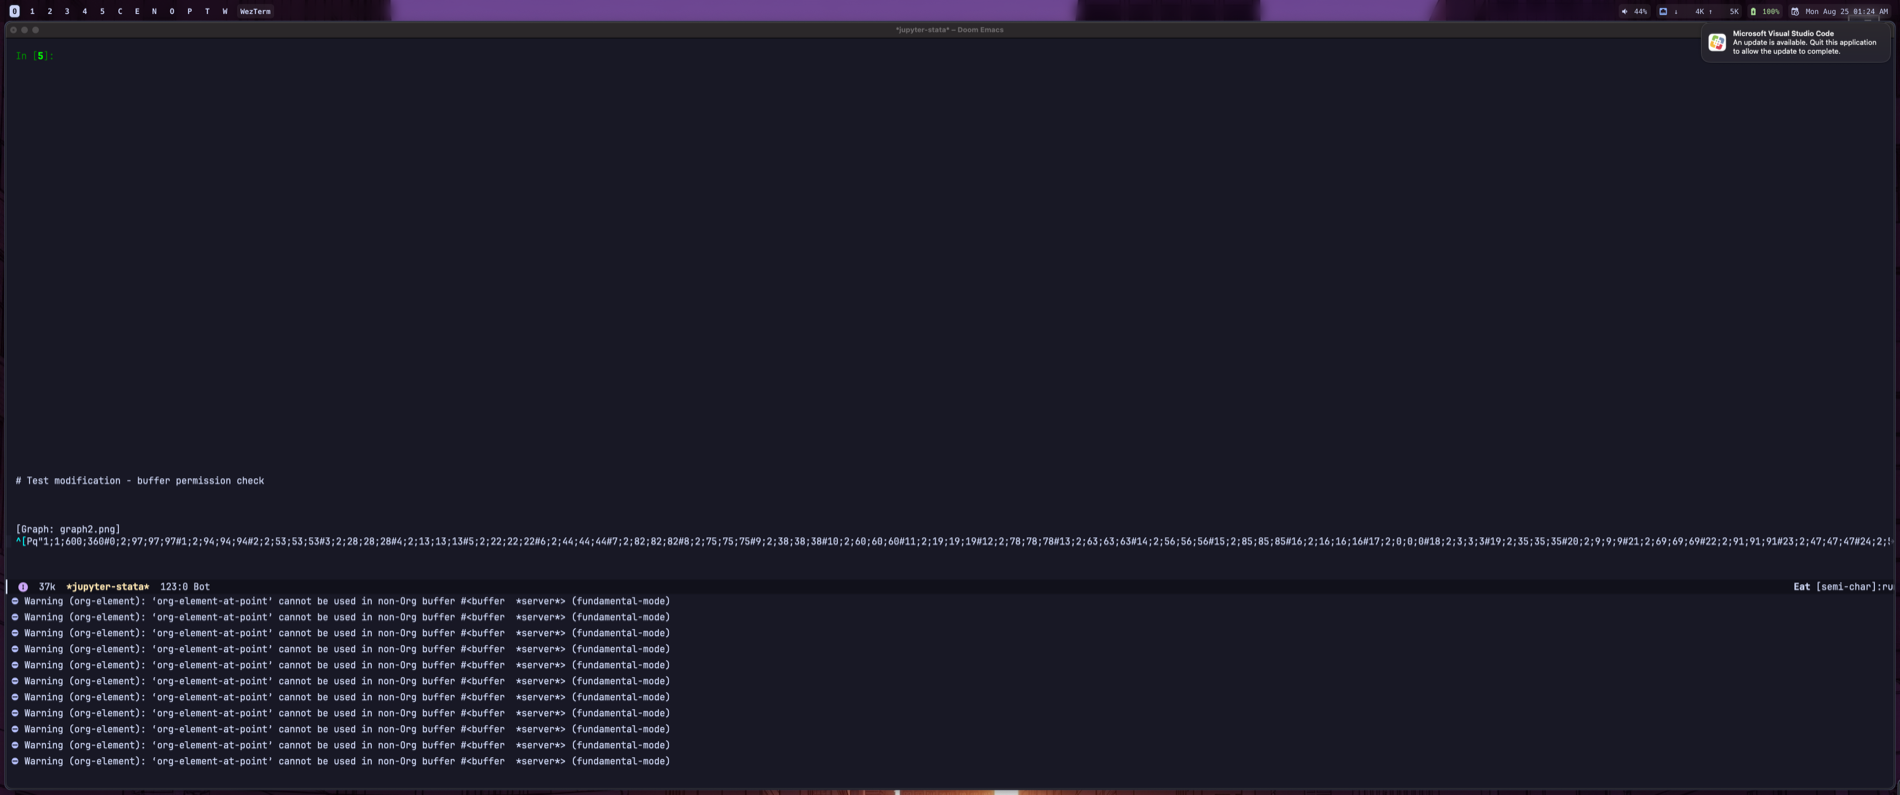 0 1 2 3 4 5 C E N O P T W WezTerm
44% ↓ 4K ↑ 5K 100% Mon Aug 25 01:24 AM
*jupyter-stata* – Doom Emacs
Microsoft Visual Studio Code
An update is available. Quit this application
to allow the update to complete.
In [5]:
# Test modification - buffer permission check
[Graph: graph2.png]
^[Pq"1;1;600;360#0;2;97;97;97#1;2;94;94;94#2;2;53;53;53#3;2;28;28;28#4;2;13;13;13#5;2;22;22;22#6;2;44;44;44#7;2;82;82;82#8;2;75;75;75#9;2;38;38;38#10;2;60;60;60#11;2;19;19;19#12;2;78;78;78#13;2;63;63;63#14;2;56;56;56#15;2;85;85;85#16;2;16;16;16#17;2;0;0;0#18;2;3;3;3#19;2;35;35;35#20;2;9;9;9#21;2;69;69;69#22;2;91;91;91#23;2;47;47;47#24;2;
37k *jupyter-stata* 123:0 Bot
Eat [semi-char]:ru
Warning (org-element): ‘org-element-at-point’ cannot be used in non-Org buffer #<buffer  *server*> (fundamental-mode)
Warning (org-element): ‘org-element-at-point’ cannot be used in non-Org buffer #<buffer  *server*> (fundamental-mode)
Warning (org-element): ‘org-element-at-point’ cannot be used in non-Org buffer #<buffer  *server*> (fundamental-mode)
Warning (org-element): ‘org-element-at-point’ cannot be used in non-Org buffer #<buffer  *server*> (fundamental-mode)
Warning (org-element): ‘org-element-at-point’ cannot be used in non-Org buffer #<buffer  *server*> (fundamental-mode)
Warning (org-element): ‘org-element-at-point’ cannot be used in non-Org buffer #<buffer  *server*> (fundamental-mode)
Warning (org-element): ‘org-element-at-point’ cannot be used in non-Org buffer #<buffer  *server*> (fundamental-mode)
Warning (org-element): ‘org-element-at-point’ cannot be used in non-Org buffer #<buffer  *server*> (fundamental-mode)
Warning (org-element): ‘org-element-at-point’ cannot be used in non-Org buffer #<buffer  *server*> (fundamental-mode)
Warning (org-element): ‘org-element-at-point’ cannot be used in non-Org buffer #<buffer  *server*> (fundamental-mode)
Warning (org-element): ‘org-element-at-point’ cannot be used in non-Org buffer #<buffer  *server*> (fundamental-mode)